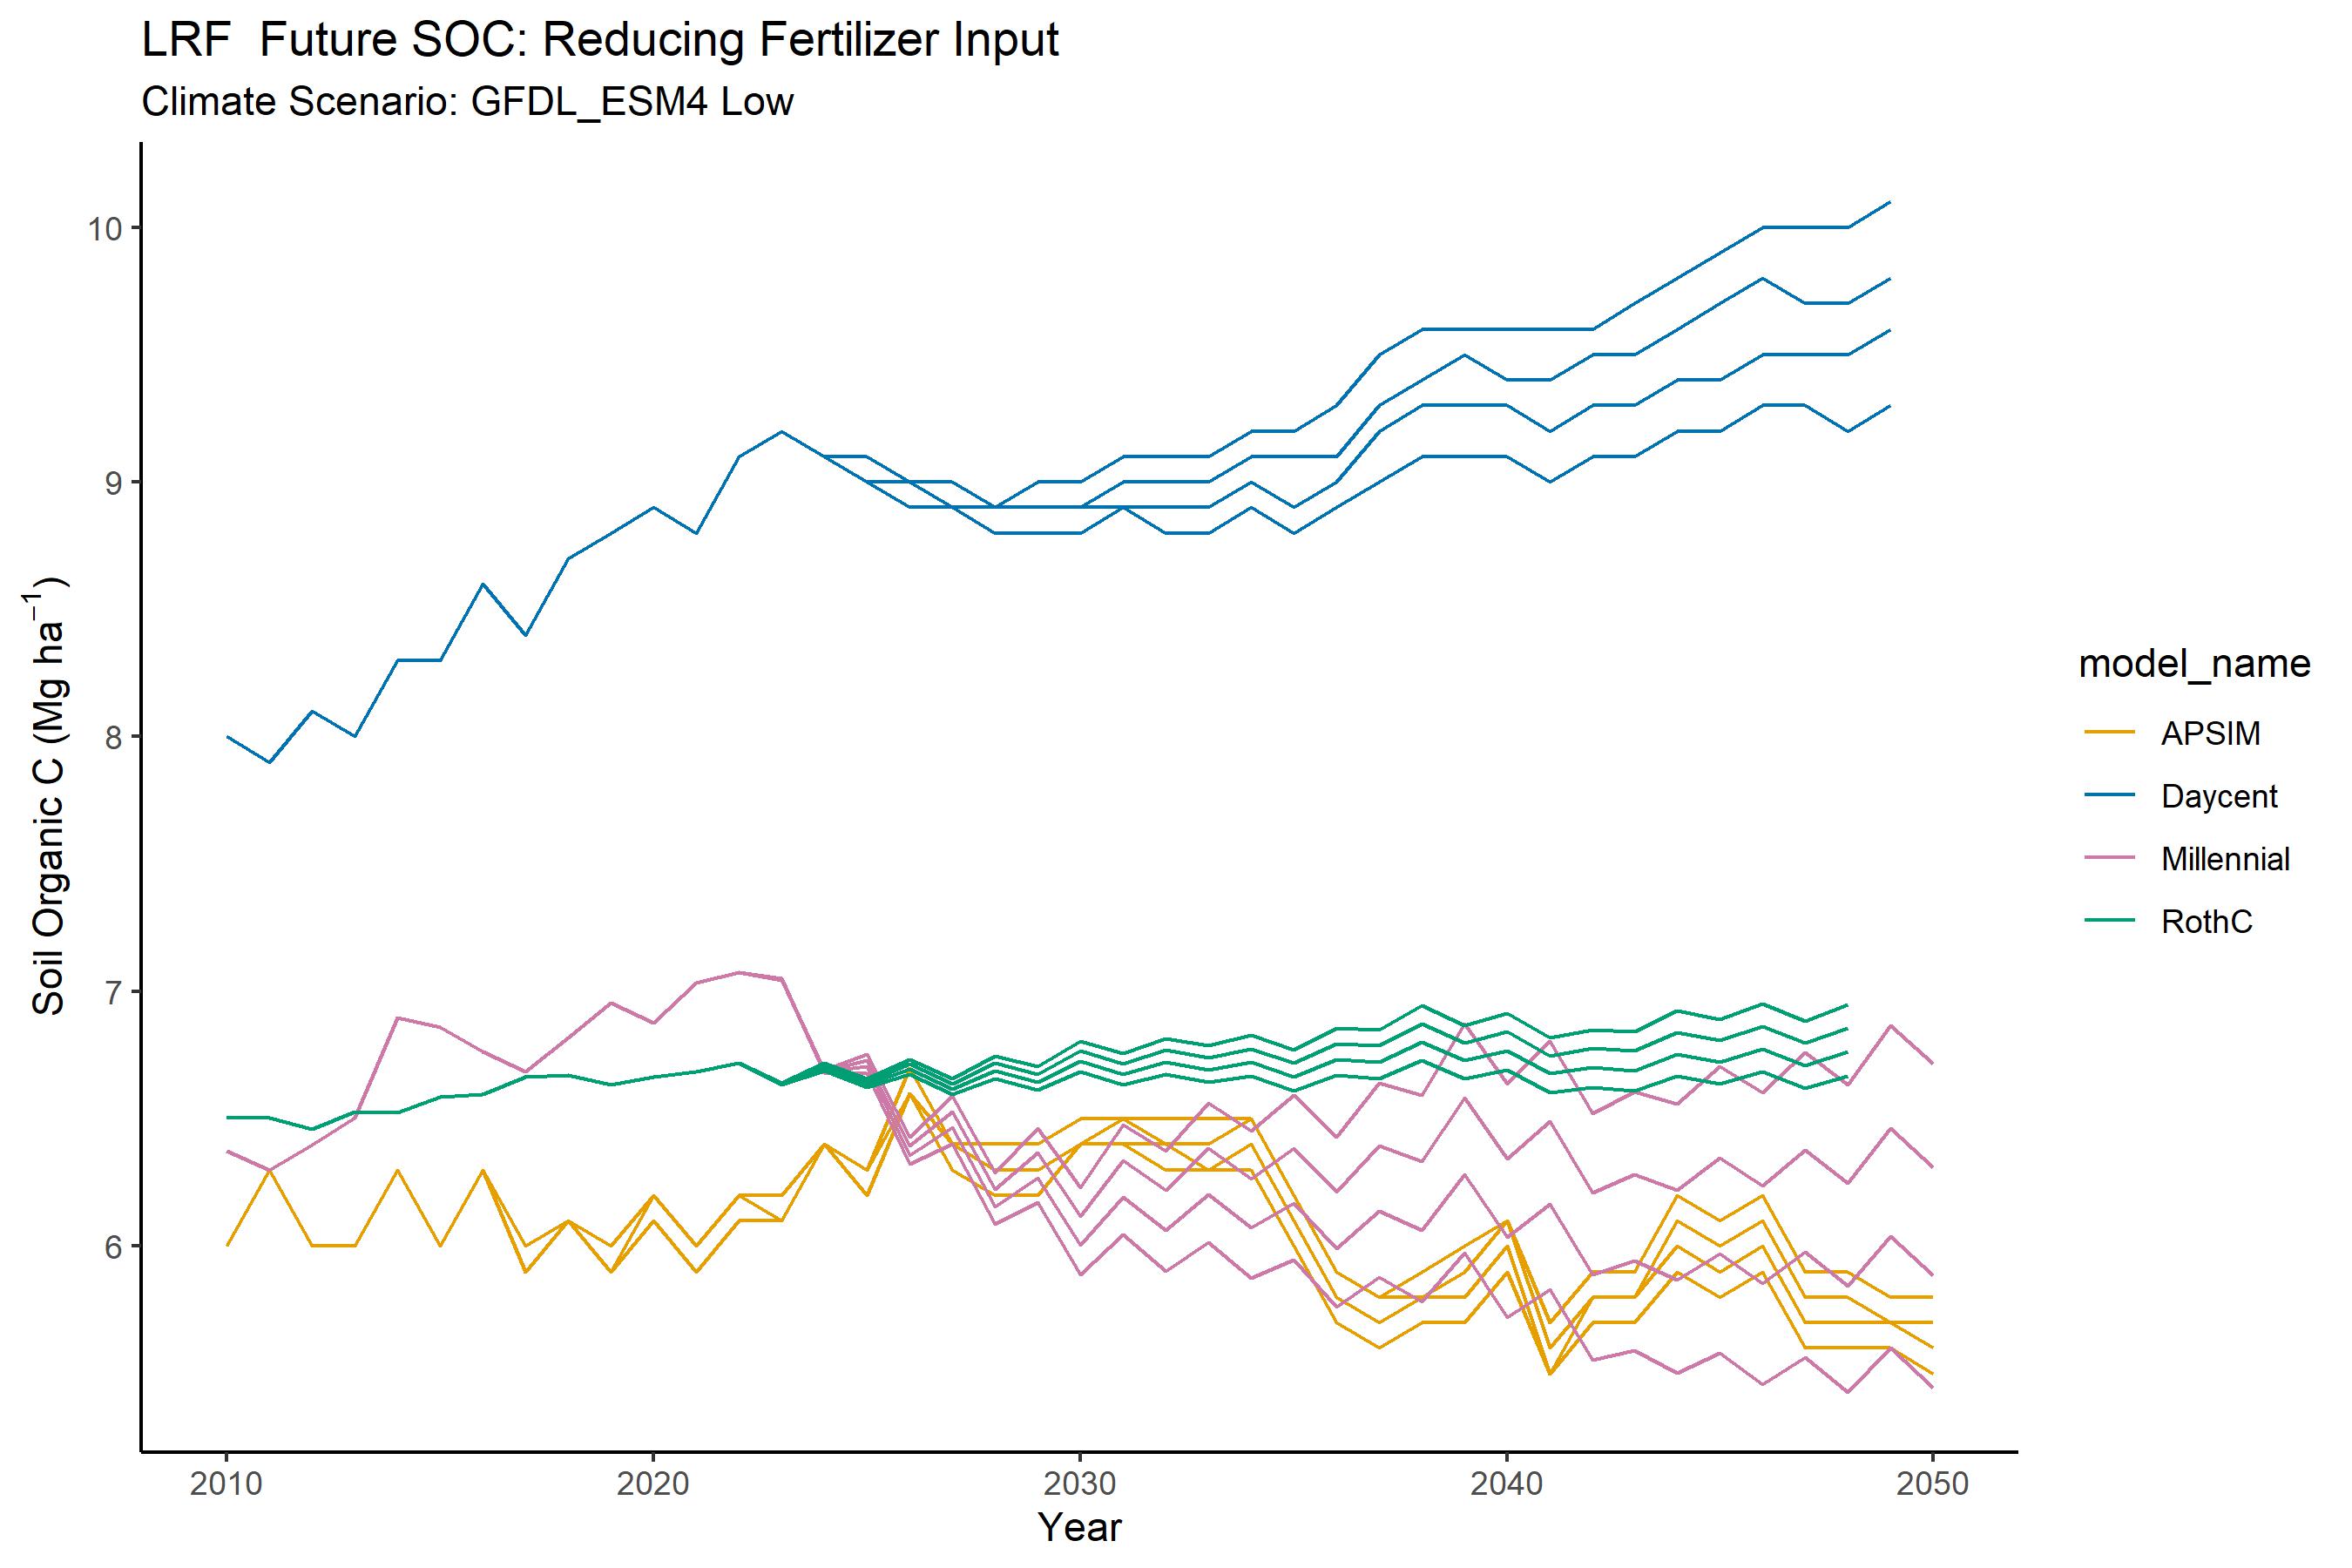 LRF  Future SOC: Reducing Fertilizer Input
Climate Scenario: GFDL_ESM4 Low
Soil Organic C (Mg ha⁻¹)
10
9
8
7
6
2010 2020 2030 2040 2050
Year
model_name
APSIM
Daycent
Millennial
RothC